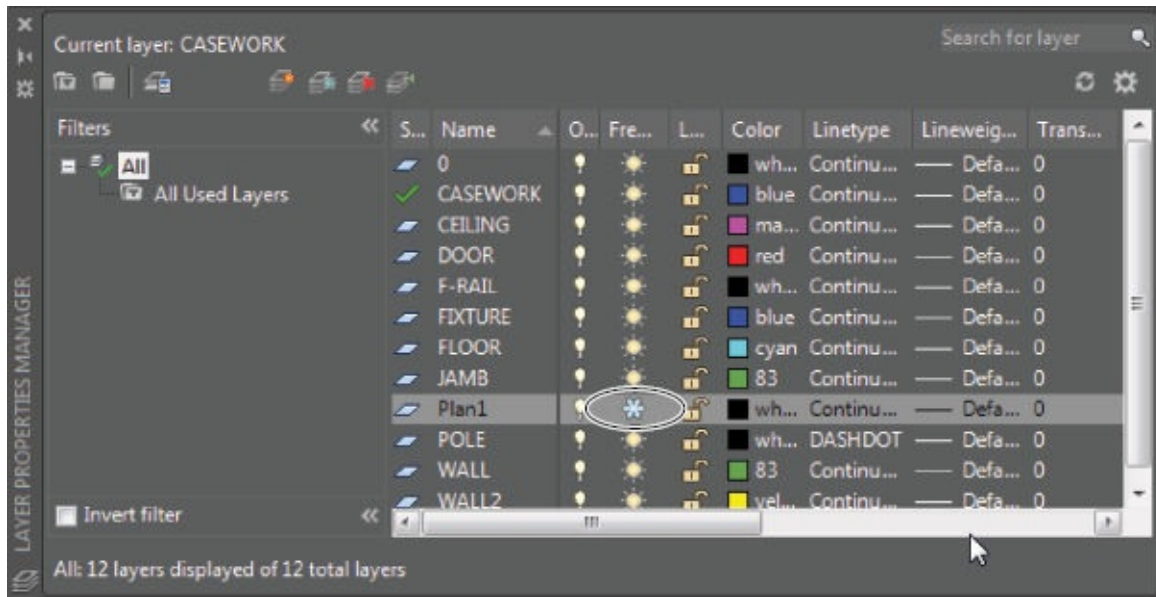 Current layer: CASEWORK
Search for layer
Filters
S... Name O... Fre... L... Color Linetype Lineweig... Trans...
All
All Used Layers
0 wh... Continu... Defa... 0
CASEWORK blue Continu... Defa... 0
CEILING ma... Continu... Defa... 0
DOOR red Continu... Defa... 0
F-RAIL wh... Continu... Defa... 0
FIXTURE blue Continu... Defa... 0
FLOOR cyan Continu... Defa... 0
JAMB 83 Continu... Defa... 0
Plan1 wh... Continu... Defa... 0
POLE wh... DASHDOT Defa... 0
WALL 83 Continu... Defa... 0
WALL2 yel... Continu... Defa... 0
Invert filter
All: 12 layers displayed of 12 total layers
LAYER PROPERTIES MANAGER